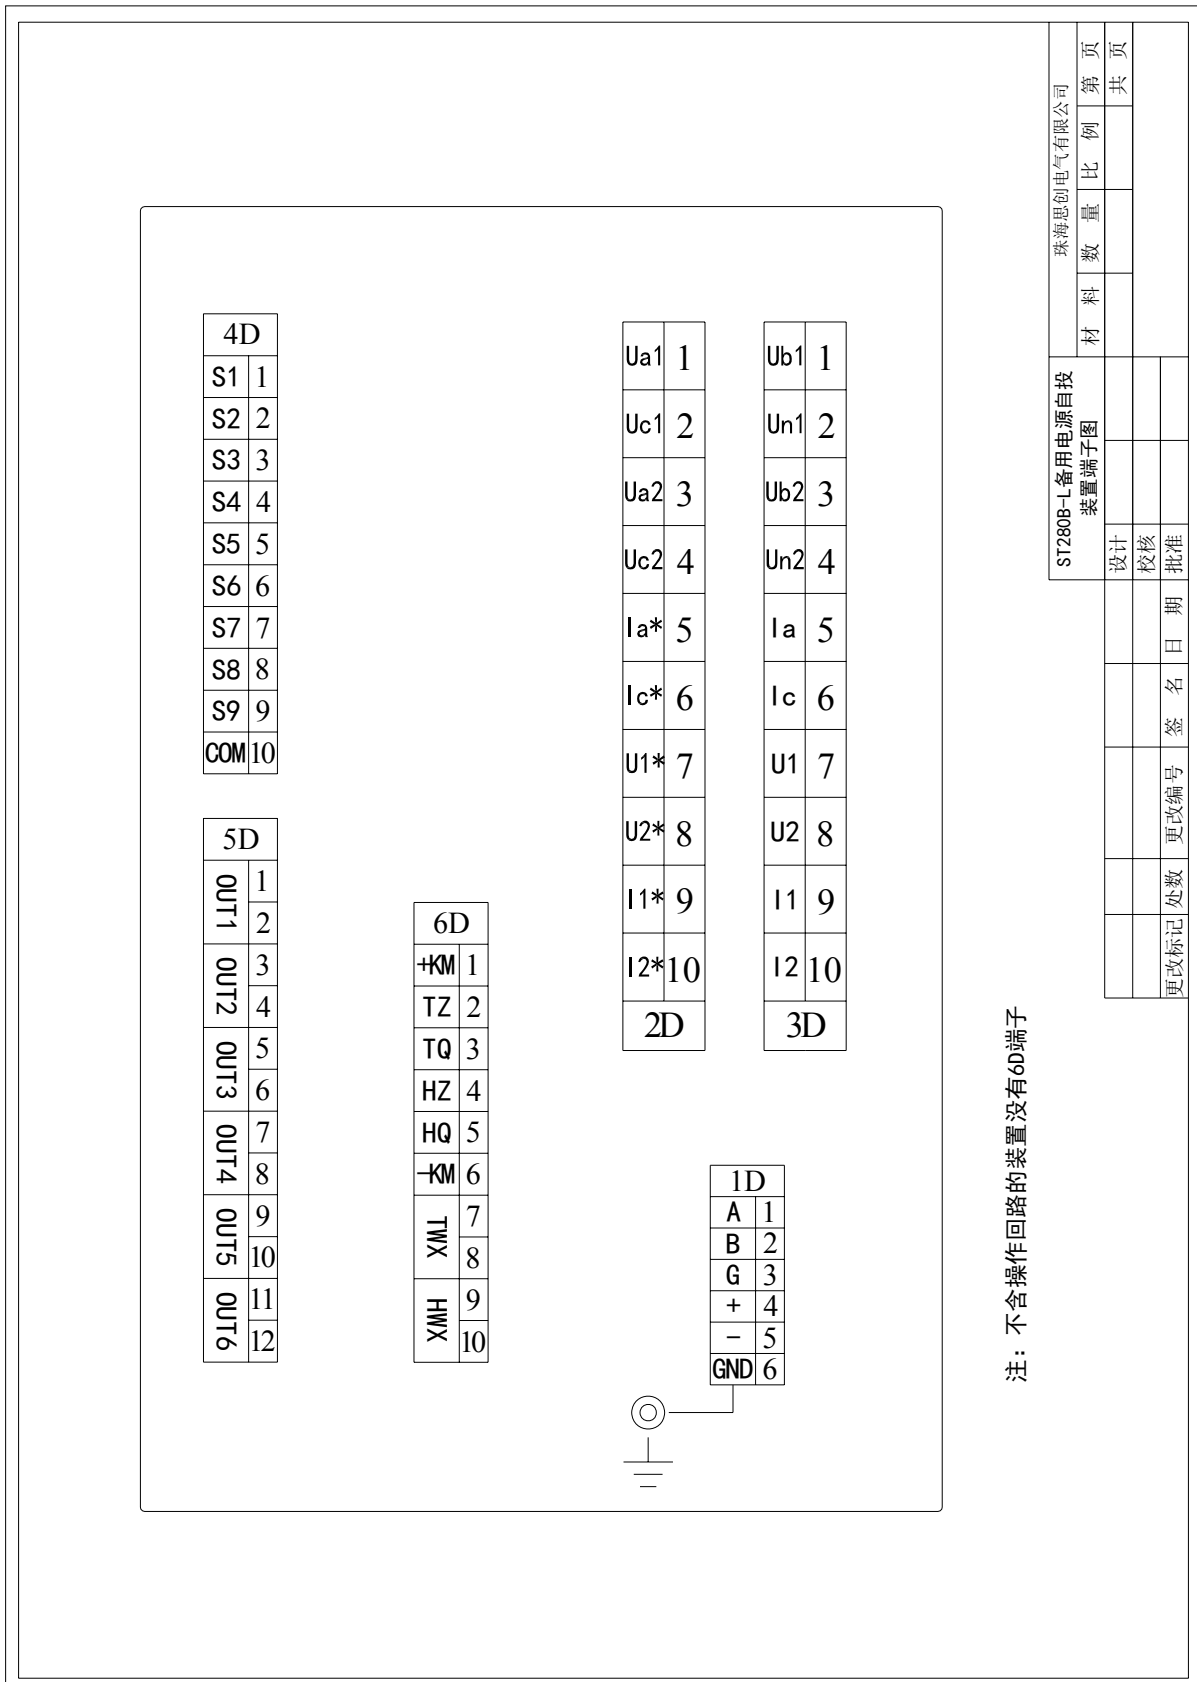 4D
S1 1
S2 2
S3 3
S4 4
S5 5
S6 6
S7 7
S8 8
S9 9
COM 10
5D
OUT1 1
2
OUT2 3
4
OUT3 5
6
OUT4 7
8
OUT5 9
10
OUT6 11
12
6D
+KM 1
TZ 2
TQ 3
HZ 4
HQ 5
-KM 6
TWX 7
8
HWX 9
10
Ua1 1
Uc1 2
Ua2 3
Uc2 4
Ia* 5
Ic* 6
U1* 7
U2* 8
I1* 9
I2* 10
2D
Ub1 1
Un1 2
Ub2 3
Un2 4
Ia 5
Ic 6
U1 7
U2 8
I1 9
I2 10
3D
1D
A 1
B 2
G 3
+ 4
- 5
GND 6
注：不含操作回路的装置没有6D端子
ST280B-L备用电源自投
装置端子图
珠海思创电气有限公司
材 料 数 量 比 例 第 页
共 页
设计
校核
更改标记 处数 更改编号 签 名 日 期 批准